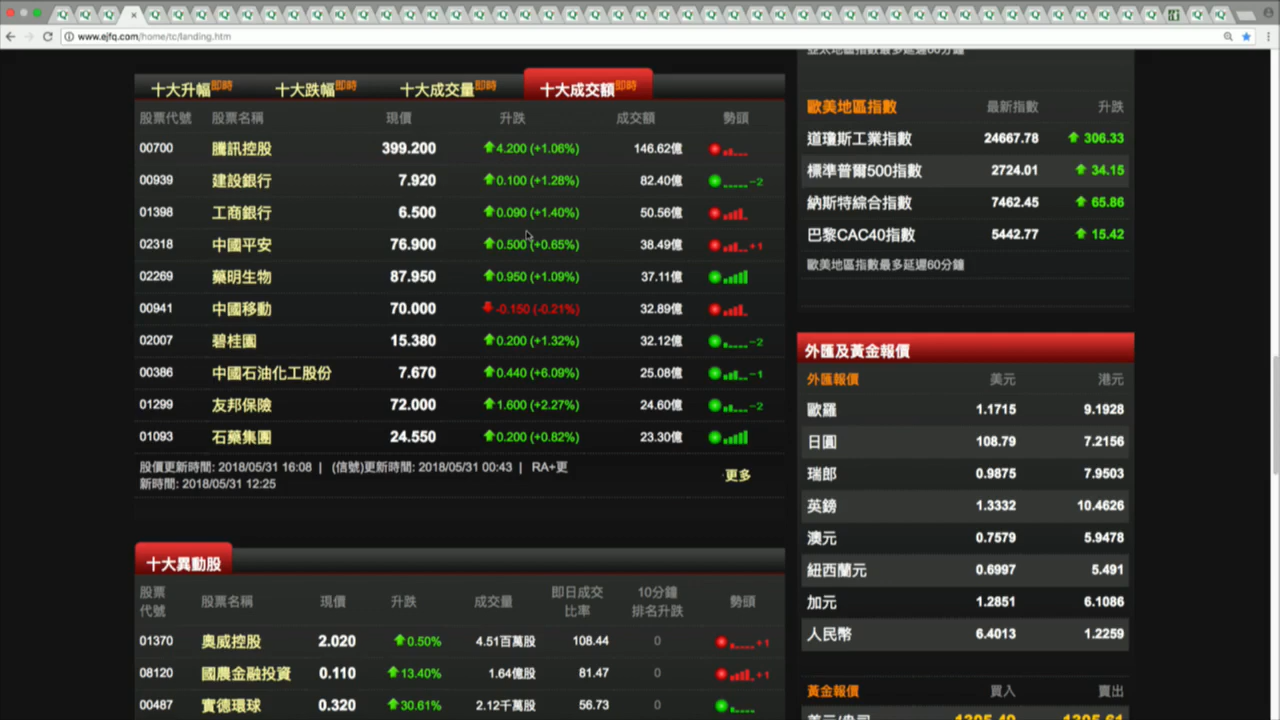 www.ejfq.com/home/tc/landing.htm
十大升幅即時 十大跌幅即時 十大成交量即時 十大成交額即時
股票代號 股票名稱 現價 升跌 成交額 勢頭
00700 騰訊控股 399.200 4.200 (+1.06%) 146.62億
00939 建設銀行 7.920 0.100 (+1.28%) 82.40億 -2
01398 工商銀行 6.500 0.090 (+1.40%) 50.56億
02318 中國平安 76.900 0.500 (+0.65%) 38.49億 +1
02269 藥明生物 87.950 0.950 (+1.09%) 37.11億
00941 中國移動 70.000 -0.150 (-0.21%) 32.89億
02007 碧桂園 15.380 0.200 (+1.32%) 32.12億 -2
00386 中國石油化工股份 7.670 0.440 (+6.09%) 25.08億 -1
01299 友邦保險 72.000 1.600 (+2.27%) 24.60億 -2
01093 石藥集團 24.550 0.200 (+0.82%) 23.30億
股價更新時間: 2018/05/31 16:08 | (信號)更新時間: 2018/05/31 00:43 | RA+更
新時間: 2018/05/31 12:25
更多
十大異動股
股票代號 股票名稱 現價 升跌 成交量 即日成交比率 10分鐘排名升跌 勢頭
01370 奧威控股 2.020 0.50% 4.51百萬股 108.44 0 +1
08120 國農金融投資 0.110 13.40% 1.64億股 81.47 0 +1
00487 實德環球 0.320 30.61% 2.12千萬股 56.73 0
亞太地區指數最多延遲60分鐘
歐美地區指數 最新指數 升跌
道瓊斯工業指數 24667.78 306.33
標準普爾500指數 2724.01 34.15
納斯特綜合指數 7462.45 65.86
巴黎CAC40指數 5442.77 15.42
歐美地區指數最多延遲60分鐘
外匯及黃金報價
外匯報價 美元 港元
歐羅 1.1715 9.1928
日圓 108.79 7.2156
瑞郎 0.9875 7.9503
英鎊 1.3332 10.4626
澳元 0.7579 5.9478
紐西蘭元 0.6997 5.491
加元 1.2851 6.1086
人民幣 6.4013 1.2259
黃金報價 買入 賣出